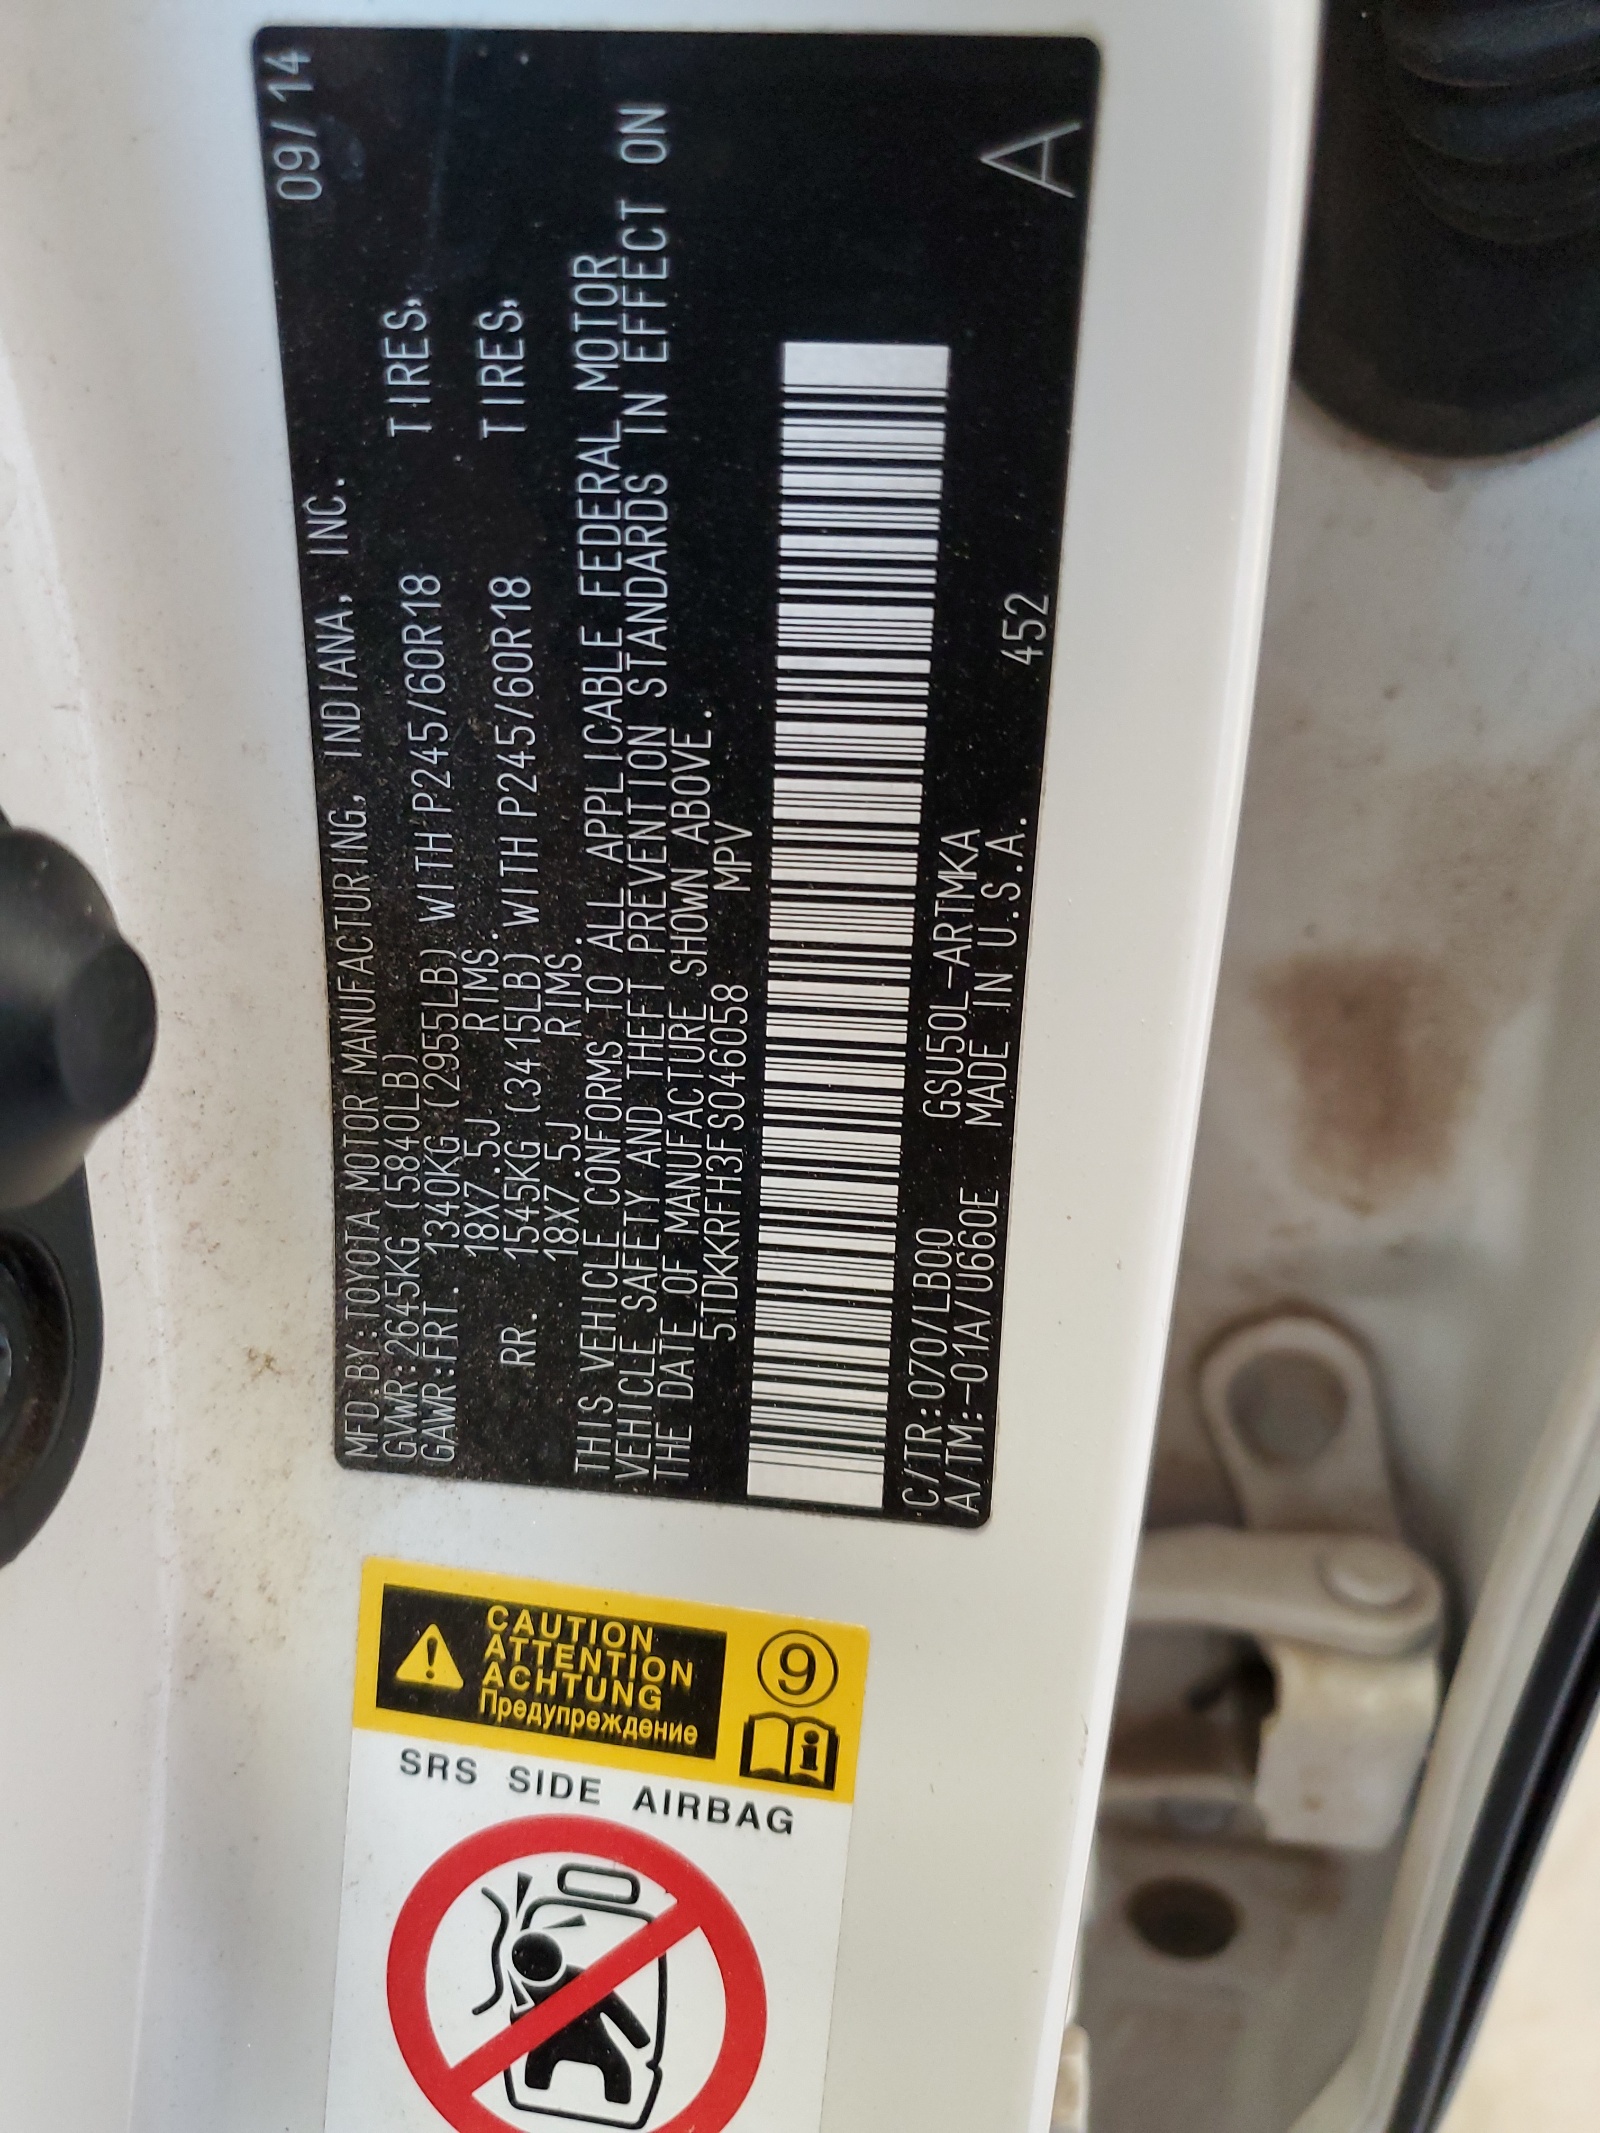 09/14
MFD.BY:TOYOTA MOTOR MANUFACTURING, INDIANA, INC.
GVWR:2645KG (5840LB)
GAWR:FRT. 1340KG (2955LB) WITH P245/60R18 TIRES,
18X7.5J RIMS.
RR. 1545KG (3415LB) WITH P245/60R18 TIRES,
18X7.5J RIMS.
THIS VEHICLE CONFORMS TO ALL APPLICABLE FEDERAL MOTOR
VEHICLE SAFETY AND THEFT PREVENTION STANDARDS IN EFFECT ON
THE DATE OF MANUFACTURE SHOWN ABOVE.
5TDKKRFH3FS046058 MPV
C/TR:070/LB00 GSU50L-ARTMKA
A/TM:-01A/U660E MADE IN U.S.A. 452 A
CAUTION
ATTENTION
ACHTUNG
Предупреждение
9
i
SRS SIDE AIRBAG